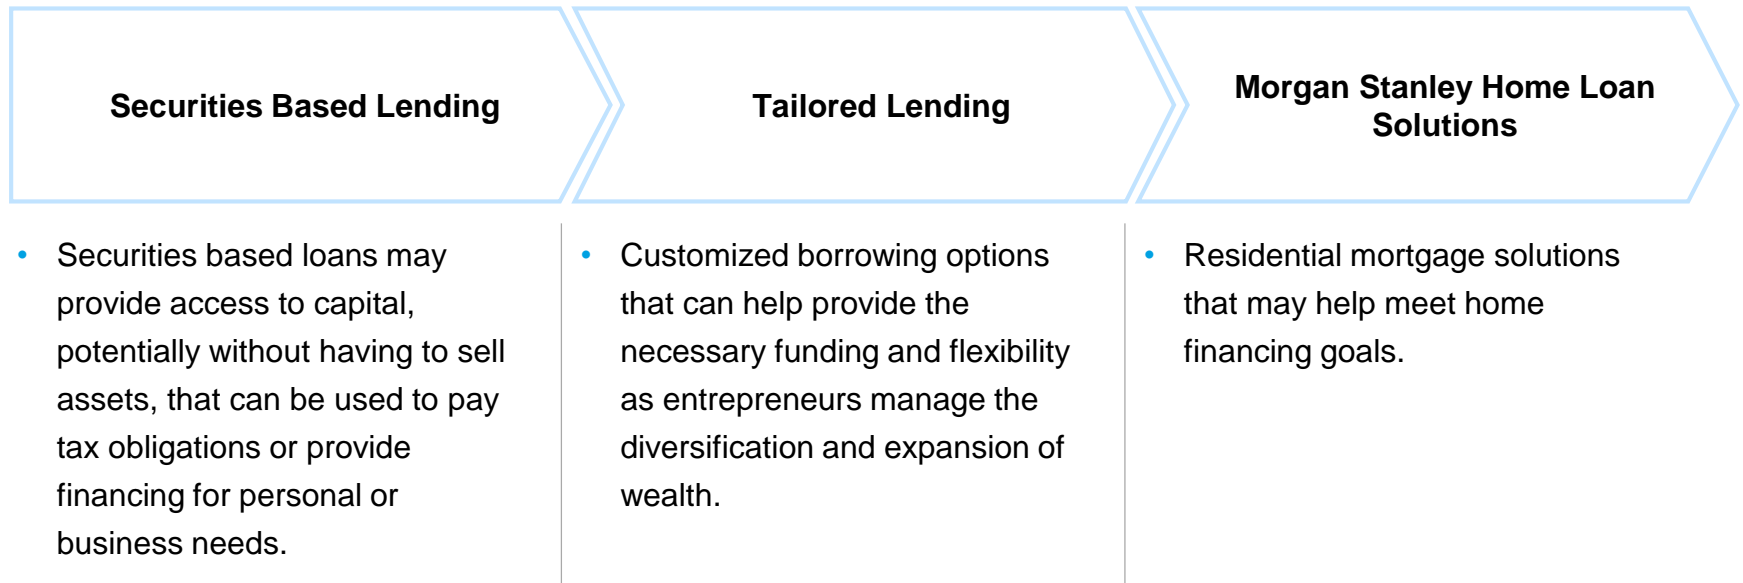 Securities Based Lending
Tailored Lending
Morgan Stanley Home Loan
Solutions
• Securities based loans may
provide access to capital,
potentially without having to sell
assets, that can be used to pay
tax obligations or provide
financing for personal or
business needs.
• Customized borrowing options
that can help provide the
necessary funding and flexibility
as entrepreneurs manage the
diversification and expansion of
wealth.
• Residential mortgage solutions
that may help meet home
financing goals.